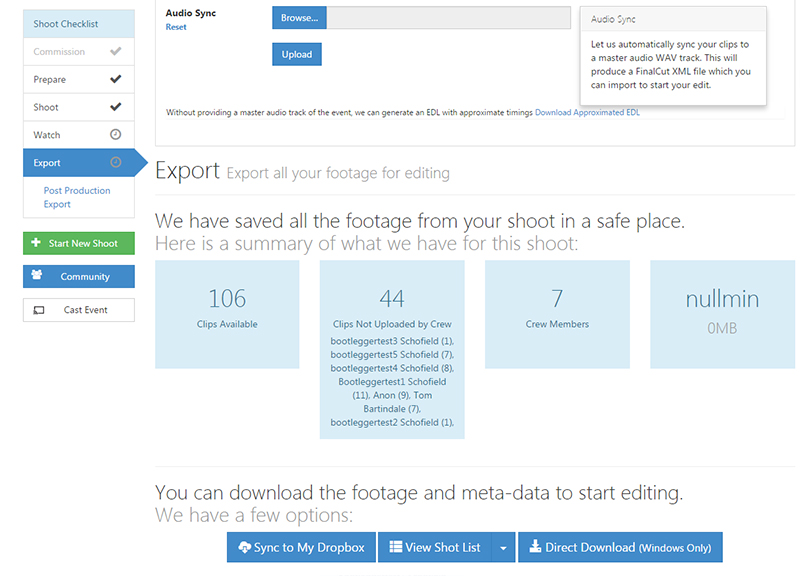 Shoot Checklist
Commission
Prepare
Shoot
Watch
Export
Post Production
Export
Start New Shoot
Community
Cast Event
Audio Sync
Reset
Browse...
Upload
Audio Sync
Let us automatically sync your clips to
a master audio WAV track. This will
produce a FinalCut XML file which you
can import to start your edit.
Without providing a master audio track of the event, we can generate an EDL with approximate timings Download Approximated EDL
Export Export all your footage for editing
We have saved all the footage from your shoot in a safe place.
Here is a summary of what we have for this shoot:
106
Clips Available
44
Clips Not Uploaded by Crew
bootleggertest3 Schofield (1),
bootleggertest5 Schofield (7),
bootleggertest4 Schofield (8),
Bootleggertest1 Schofield
(11), Anon (9), Tom
Bartindale (7),
bootleggertest2 Schofield (1),
7
Crew Members
nullmin
0MB
You can download the footage and meta-data to start editing.
We have a few options:
Sync to My Dropbox
View Shot List
Direct Download (Windows Only)